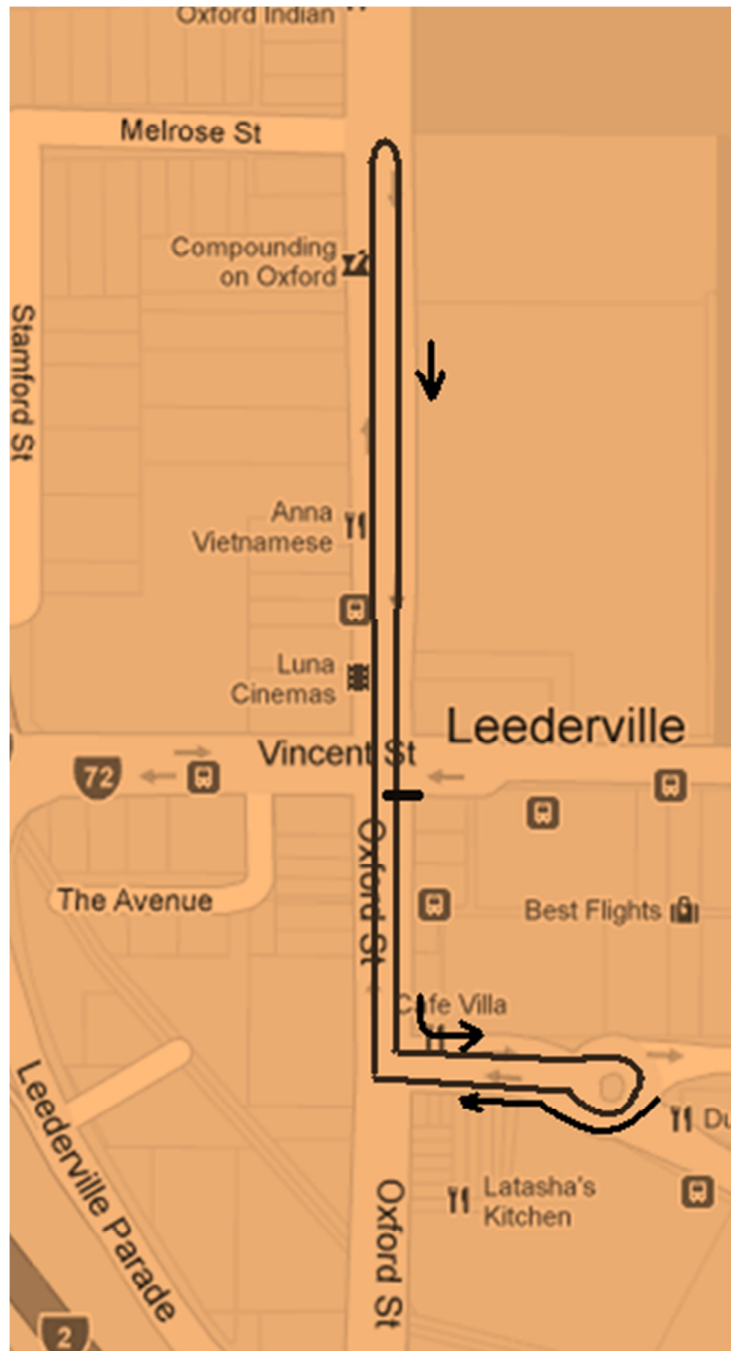 Oxford Indian
Melrose St
Compounding
on Oxford
Stamford St
Anna
Vietnamese
Luna
Cinemas
Leederville
Vincent St
72
Oxford St
The Avenue
Best Flights
Cafe Villa
Du
Leederville Parade
Latasha's
Kitchen
Oxford St
2